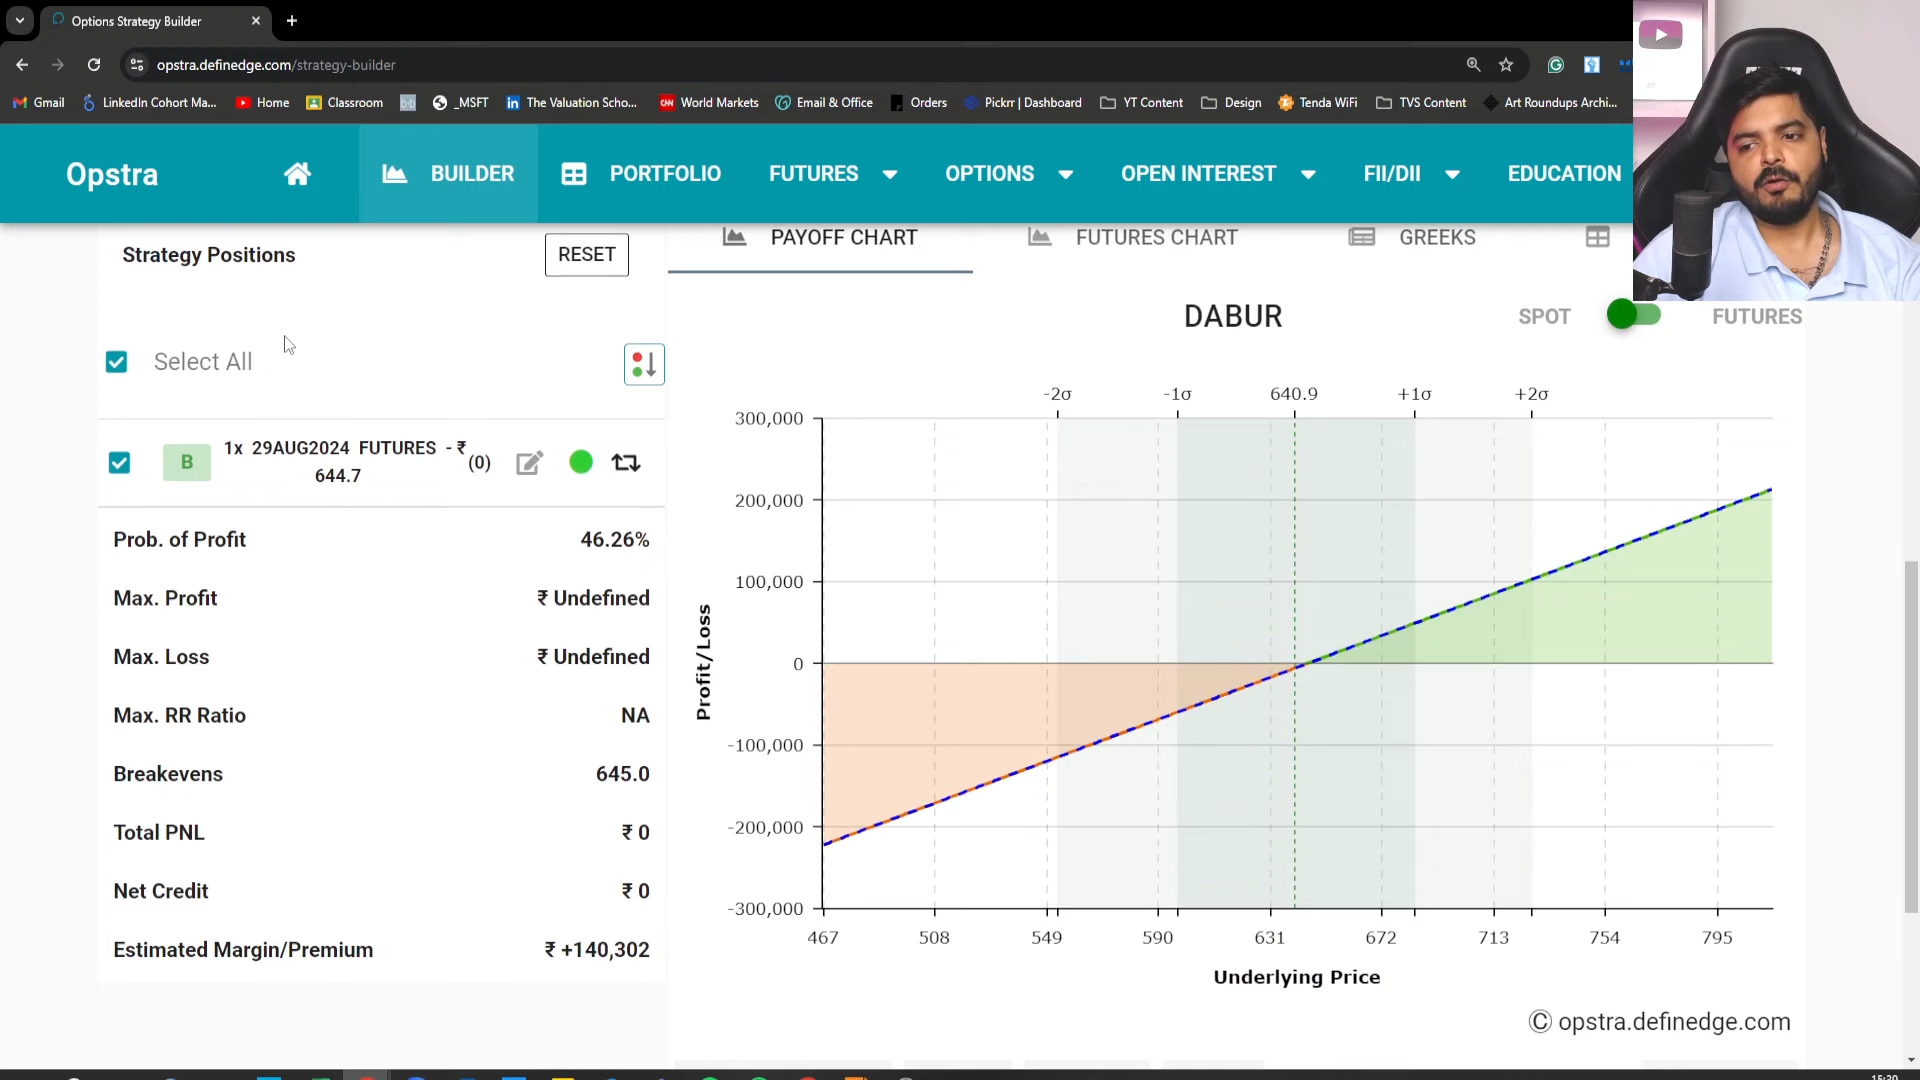 Options Strategy Builder
opstra.definedge.com/strategy-builder
Gmail
LinkedIn Cohort Ma...
Home
Classroom
_MSFT
The Valuation Scho...
World Markets
Email & Office
Orders
Pickrr | Dashboard
YT Content
Design
Tenda WiFi
TVS Content
Art Roundups Archi...
Opstra
BUILDER
PORTFOLIO
FUTURES
OPTIONS
OPEN INTEREST
FII/DII
EDUCATION
Strategy Positions
RESET
Select All
B
1x 29AUG2024 FUTURES - ₹
644.7
(0)
Prob. of Profit 46.26%
Max. Profit ₹ Undefined
Max. Loss ₹ Undefined
Max. RR Ratio NA
Breakevens 645.0
Total PNL ₹ 0
Net Credit ₹ 0
Estimated Margin/Premium ₹ +140,302
PAYOFF CHART
FUTURES CHART
GREEKS
DABUR
SPOT
FUTURES
-2σ -1σ 640.9 +1σ +2σ
300,000
200,000
100,000
0
-100,000
-200,000
-300,000
Profit/Loss
467 508 549 590 631 672 713 754 795
Underlying Price
© opstra.definedge.com